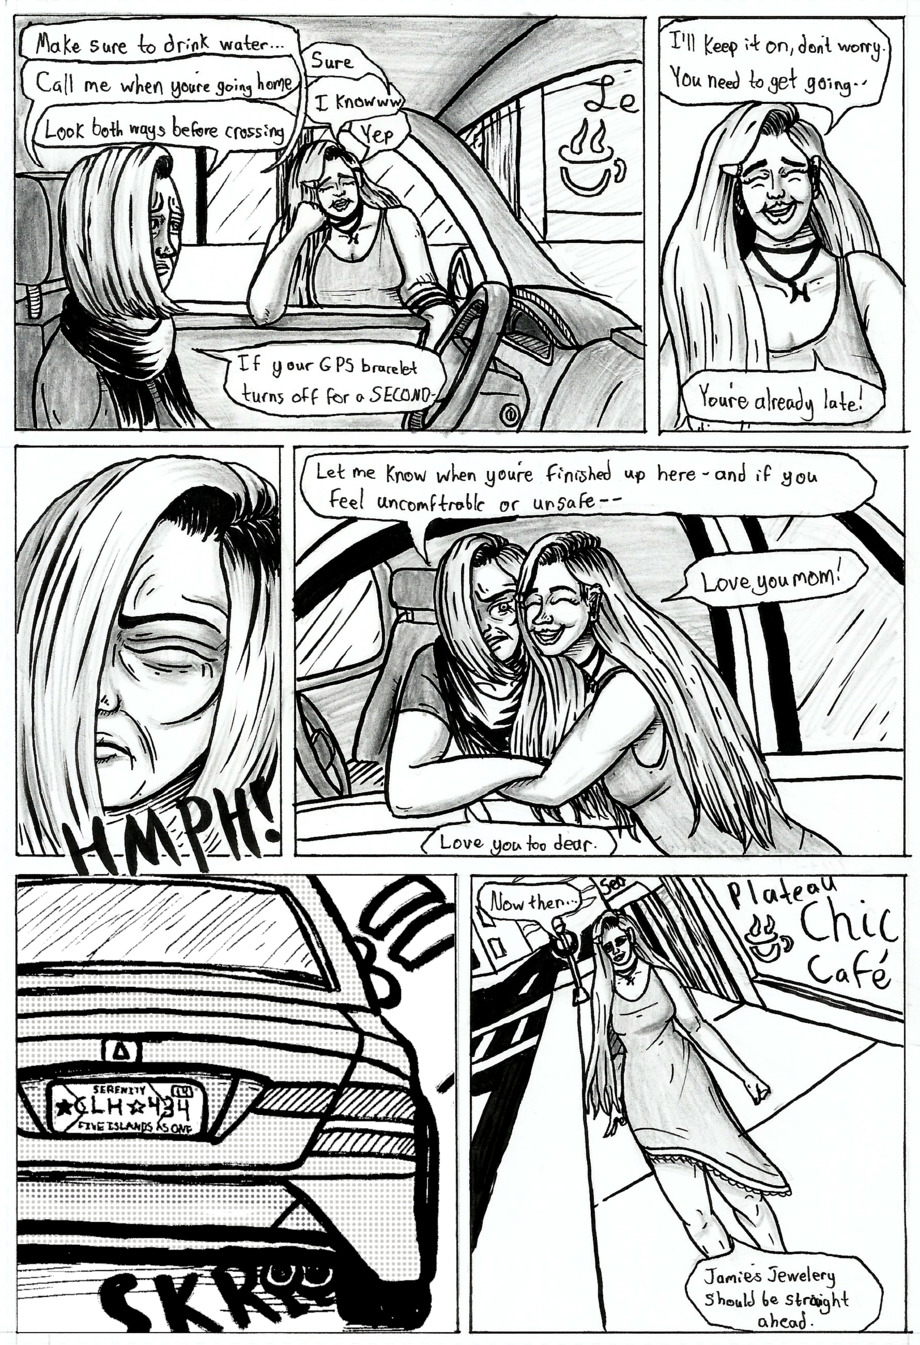 Make sure to drink water...
Call me when you're going home
Look both ways before crossing
Sure
I Knowww
Yep
Le
If your GPS bracelet
turns off for a SECOND-
I'll keep it on, don't worry.
You need to get going--
You're already late!
HMPH!
Let me know when you're finished up here - and if you
feel uncomftrable or unsafe--
Love you mom!
Love you too dear.
SERENITY
★CLH☆434
FIVE ISLANDS AS ONE
Now then...
Plateau
Chic
Café
Jamie's Jewelery
should be straight
ahead.